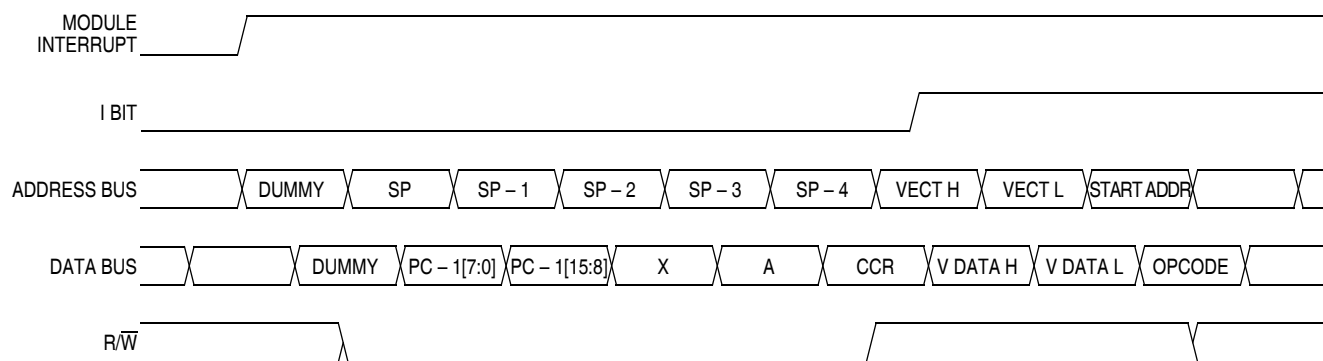 MODULE
INTERRUPT
I BIT
ADDRESS BUS DUMMY SP SP – 1 SP – 2 SP – 3 SP – 4 VECT H VECT L START ADDR
DATA BUS DUMMY PC – 1[7:0] PC – 1[15:8] X A CCR V DATA H V DATA L OPCODE
R/W̅